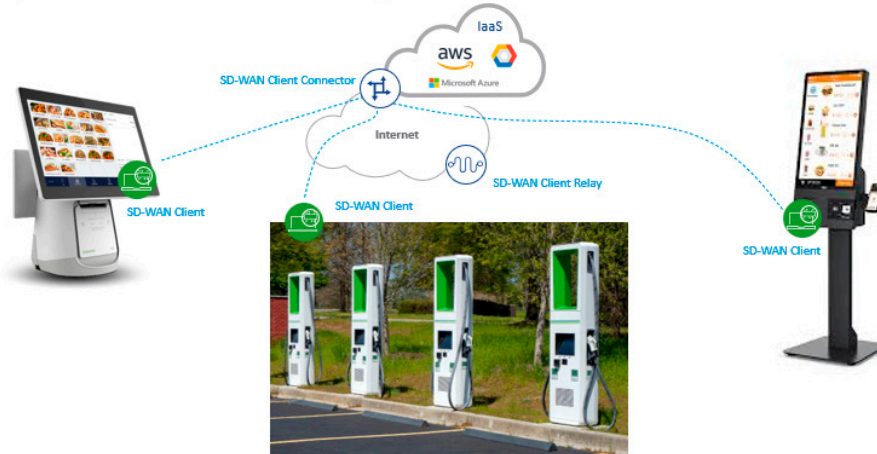 IaaS
aws
SD-WAN Client Connector
Microsoft Azure
Internet
SD-WAN Client Relay
SD-WAN Client
SD-WAN Client
SD-WAN Client